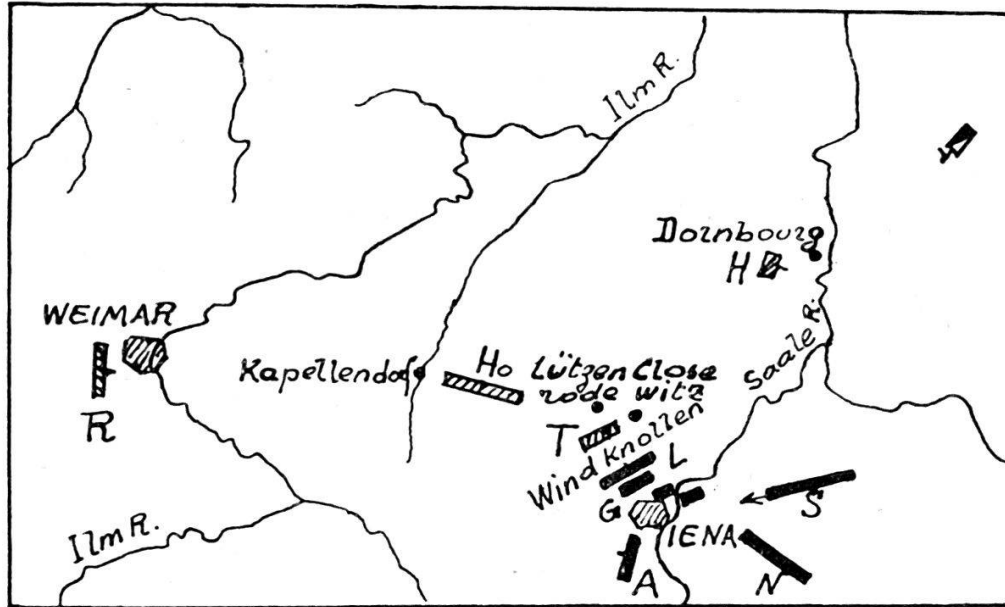 Ilm R.
Dornbourg
H
WEIMAR
Saale R.
Kapellendorf
Ho Lützen Close
rode witz
R
T
Wind Knollen
L
G
S
IENA
Ilm R.
A
N